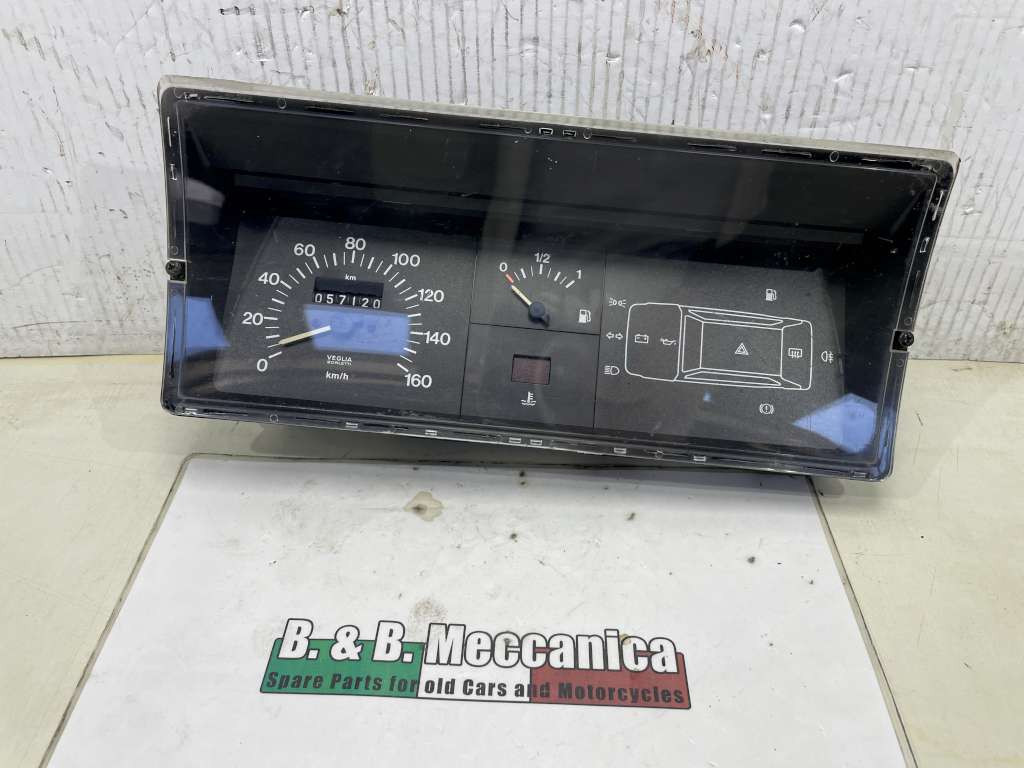 0
20
40
60
80
100
120
140
160
km
057120
VEGLIA
BORLETTI
km/h
0
1/2
1
B. & B. Meccanica
Spare Parts for old Cars and Motorcycles